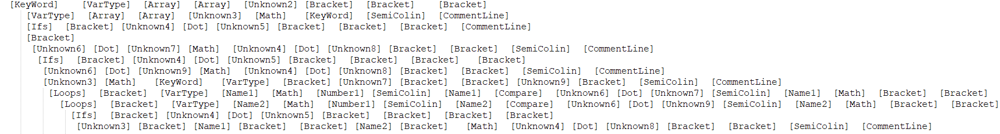 [KeyWord] [VarType] [Array] [Array] [Unknown2] [Bracket] [Bracket] [Bracket]
[VarType] [Array] [Array] [Unknown3] [Math] [KeyWord] [SemiColin] [CommentLine]
[Ifs] [Bracket] [Unknown4] [Dot] [Unknown5] [Bracket] [Bracket] [Bracket] [CommentLine]
[Bracket]
[Unknown6] [Dot] [Unknown7] [Math] [Unknown4] [Dot] [Unknown8] [Bracket] [Bracket] [SemiColin] [CommentLine]
[Ifs] [Bracket] [Unknown4] [Dot] [Unknown5] [Bracket] [Bracket] [Bracket] [Bracket]
[Unknown6] [Dot] [Unknown9] [Math] [Unknown4] [Dot] [Unknown8] [Bracket] [Bracket] [SemiColin] [CommentLine]
[Unknown3] [Math] [KeyWord] [VarType] [Bracket] [Unknown7] [Bracket] [Bracket] [Unknown9] [Bracket] [SemiColin] [CommentLine]
[Loops] [Bracket] [VarType] [Name1] [Math] [Number1] [SemiColin] [Name1] [Compare] [Unknown6] [Dot] [Unknown7] [SemiColin] [Name1] [Math] [Bracket] [Bracket]
[Loops] [Bracket] [VarType] [Name2] [Math] [Number1] [SemiColin] [Name2] [Compare] [Unknown6] [Dot] [Unknown9] [SemiColin] [Name2] [Math] [Bracket] [Bracket]
[Ifs] [Bracket] [Unknown4] [Dot] [Unknown5] [Bracket] [Bracket] [Bracket] [Bracket]
[Unknown3] [Bracket] [Name1] [Bracket] [Bracket] [Name2] [Bracket] [Math] [Unknown4] [Dot] [Unknown8] [Bracket] [Bracket] [SemiColin] [CommentLine]